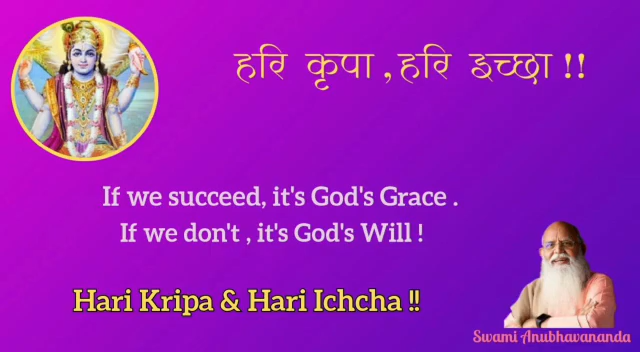 हरि कृपा , हरि इच्छा !!
If we succeed, it's God's Grace .
If we don't , it's God's Will !
Hari Kripa & Hari Ichcha !!
Swami Anubhavananda